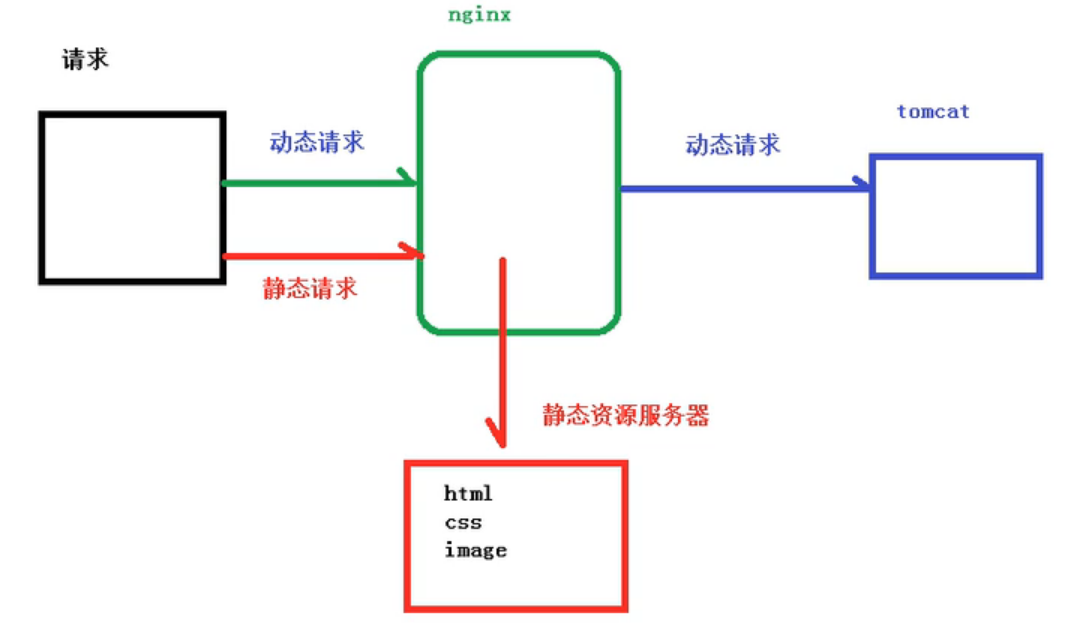 nginx
请求
tomcat
动态请求
动态请求
静态请求
静态资源服务器
html
css
image